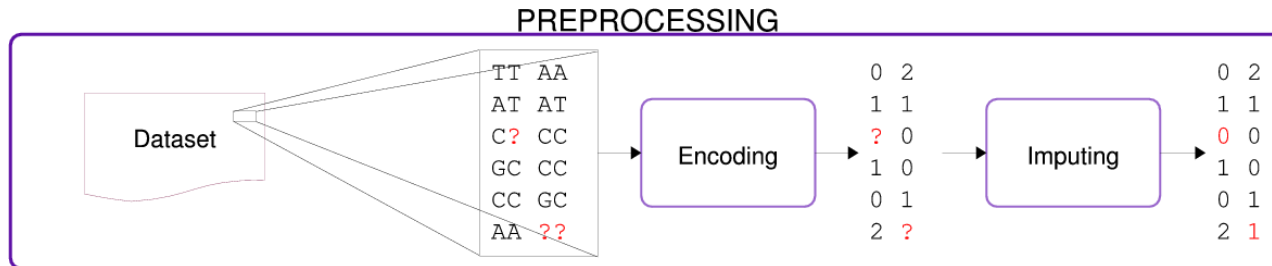 PREPROCESSING
Dataset
TT AA
AT AT
C? CC
GC CC
CC GC
AA ??
Encoding
0 2
1 1
? 0
1 0
0 1
2 ?
Imputing
0 2
1 1
0 0
1 0
0 1
2 1